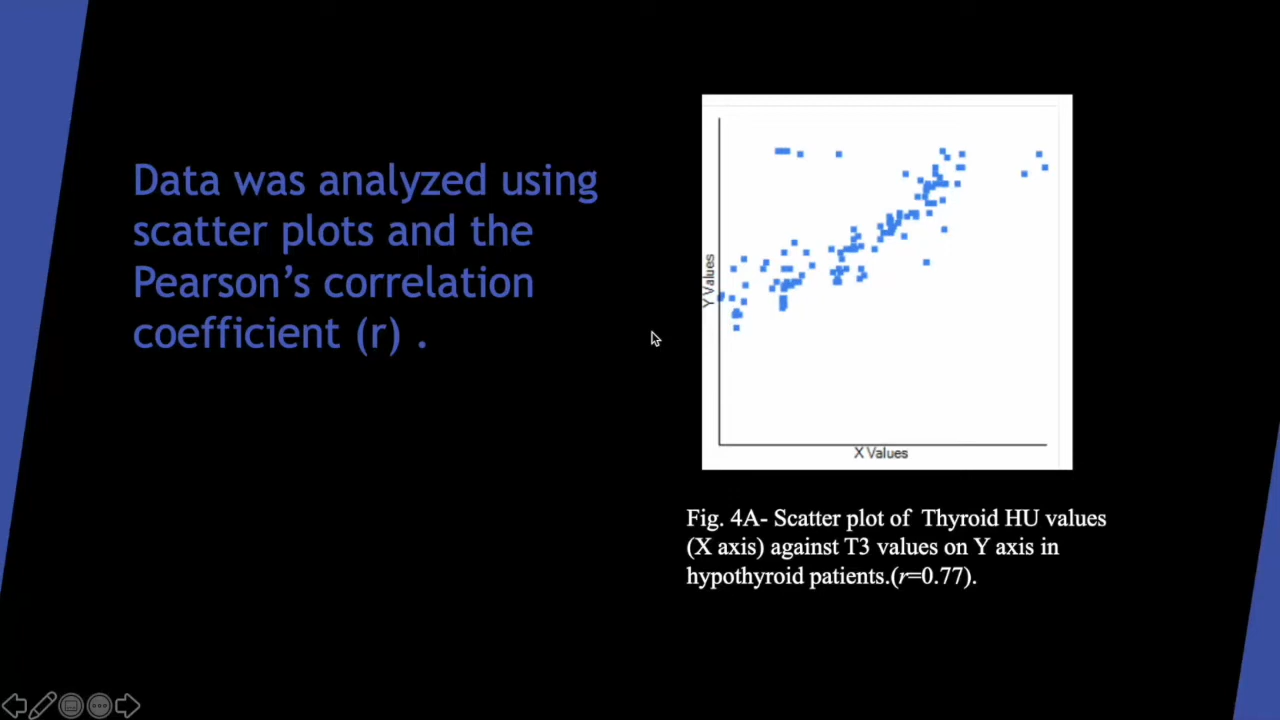 Data was analyzed using
scatter plots and the
Pearson’s correlation
coefficient (r) .
Y Values
X Values
Fig. 4A- Scatter plot of Thyroid HU values
(X axis) against T3 values on Y axis in
hypothyroid patients.(r=0.77).